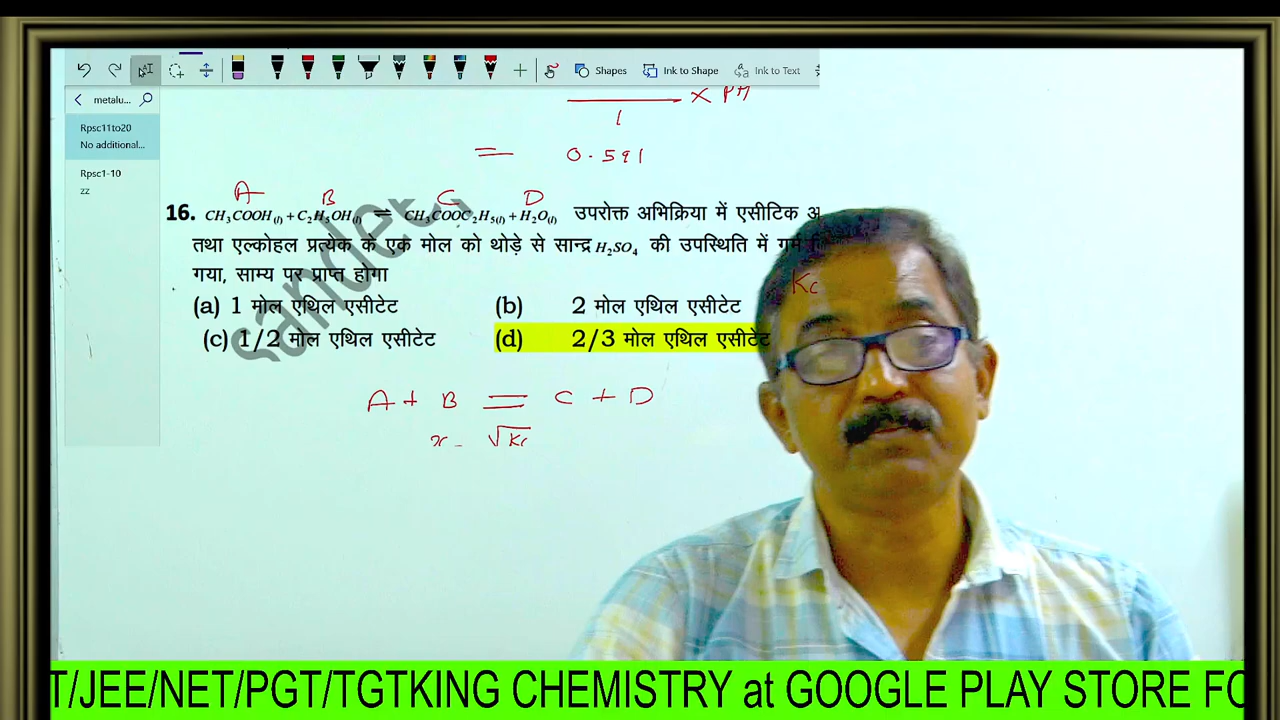 Shapes Ink to Shape Ink to Text
metalu...
Rpsc11to20
No additional...
Rpsc1-10
zz
1
= 0.591
A B C D
16. CH₃COOH₍l₎ + C₂H₅OH₍l₎ ⇌ CH₃COOC₂H₅₍l₎ + H₂O₍l₎ उपरोक्त अभिक्रिया में एसीटिक
तथा एल्कोहल प्रत्येक के एक मोल को थोड़े से सान्द्र H₂SO₄ की उपस्थिति में
गया, साम्य पर प्राप्त होगा
Kc
(a) 1 मोल एथिल एसीटेट (b) 2 मोल एथिल एसीटेट
(c) 1/2 मोल एथिल एसीटेट (d) 2/3 मोल एथिल एसीटेट
A + B = C + D
x - √Kc
T/JEE/NET/PGT/TGTKING CHEMISTRY at GOOGLE PLAY STORE